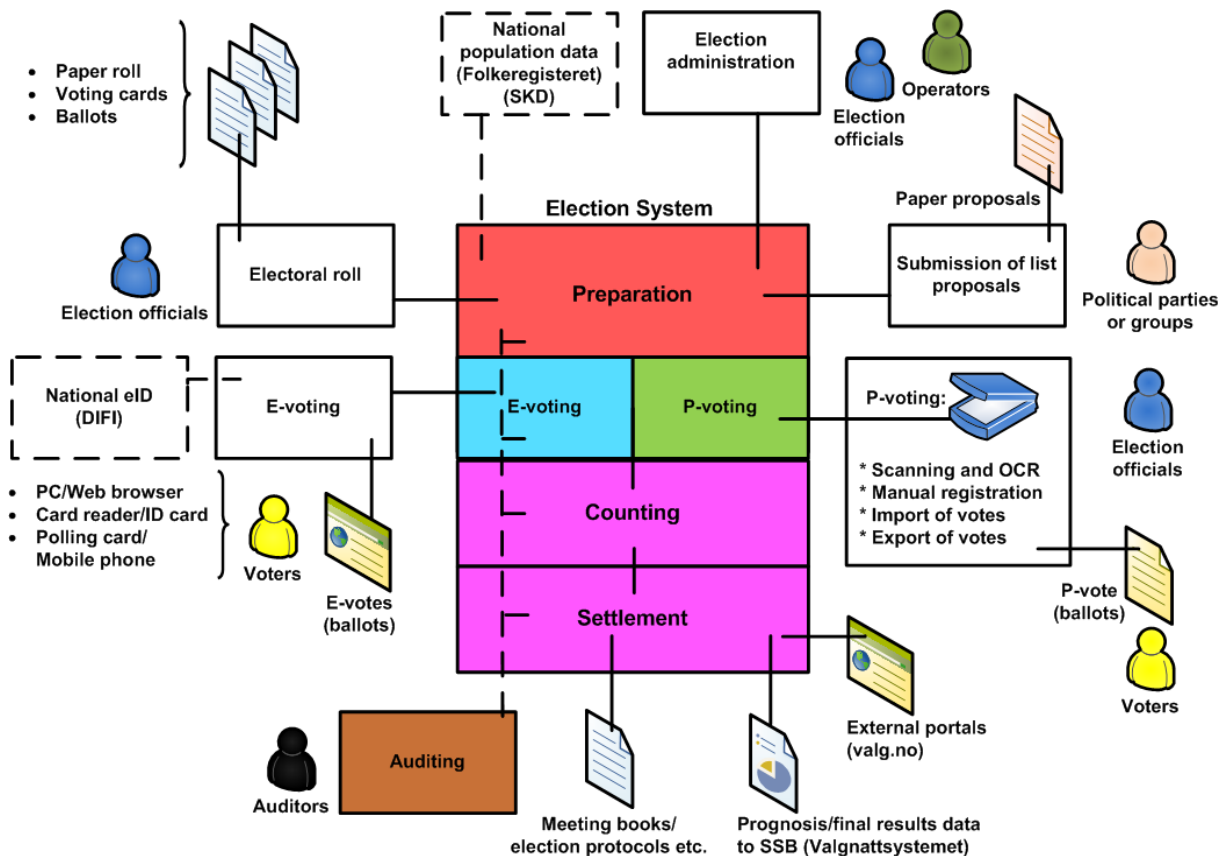 National
population data
(Folkeregisteret)
(SKD)
Election
administration
Operators
Election
officials
• Paper roll
• Voting cards
• Ballots
Paper proposals
Election System
Electoral roll
Election officials
Preparation
Submission of list
proposals
Political parties
or groups
National eID
(DIFI)
E-voting
E-voting
P-voting
P-voting:
* Scanning and OCR
* Manual registration
* Import of votes
* Export of votes
Election
officials
• PC/Web browser
• Card reader/ID card
• Polling card/
Mobile phone
Voters
E-votes
(ballots)
Counting
Settlement
P-vote
(ballots)
Voters
External portals
(valg.no)
Auditing
Auditors
Meeting books/
election protocols etc.
Prognosis/final results data
to SSB (Valgnattsystemet)